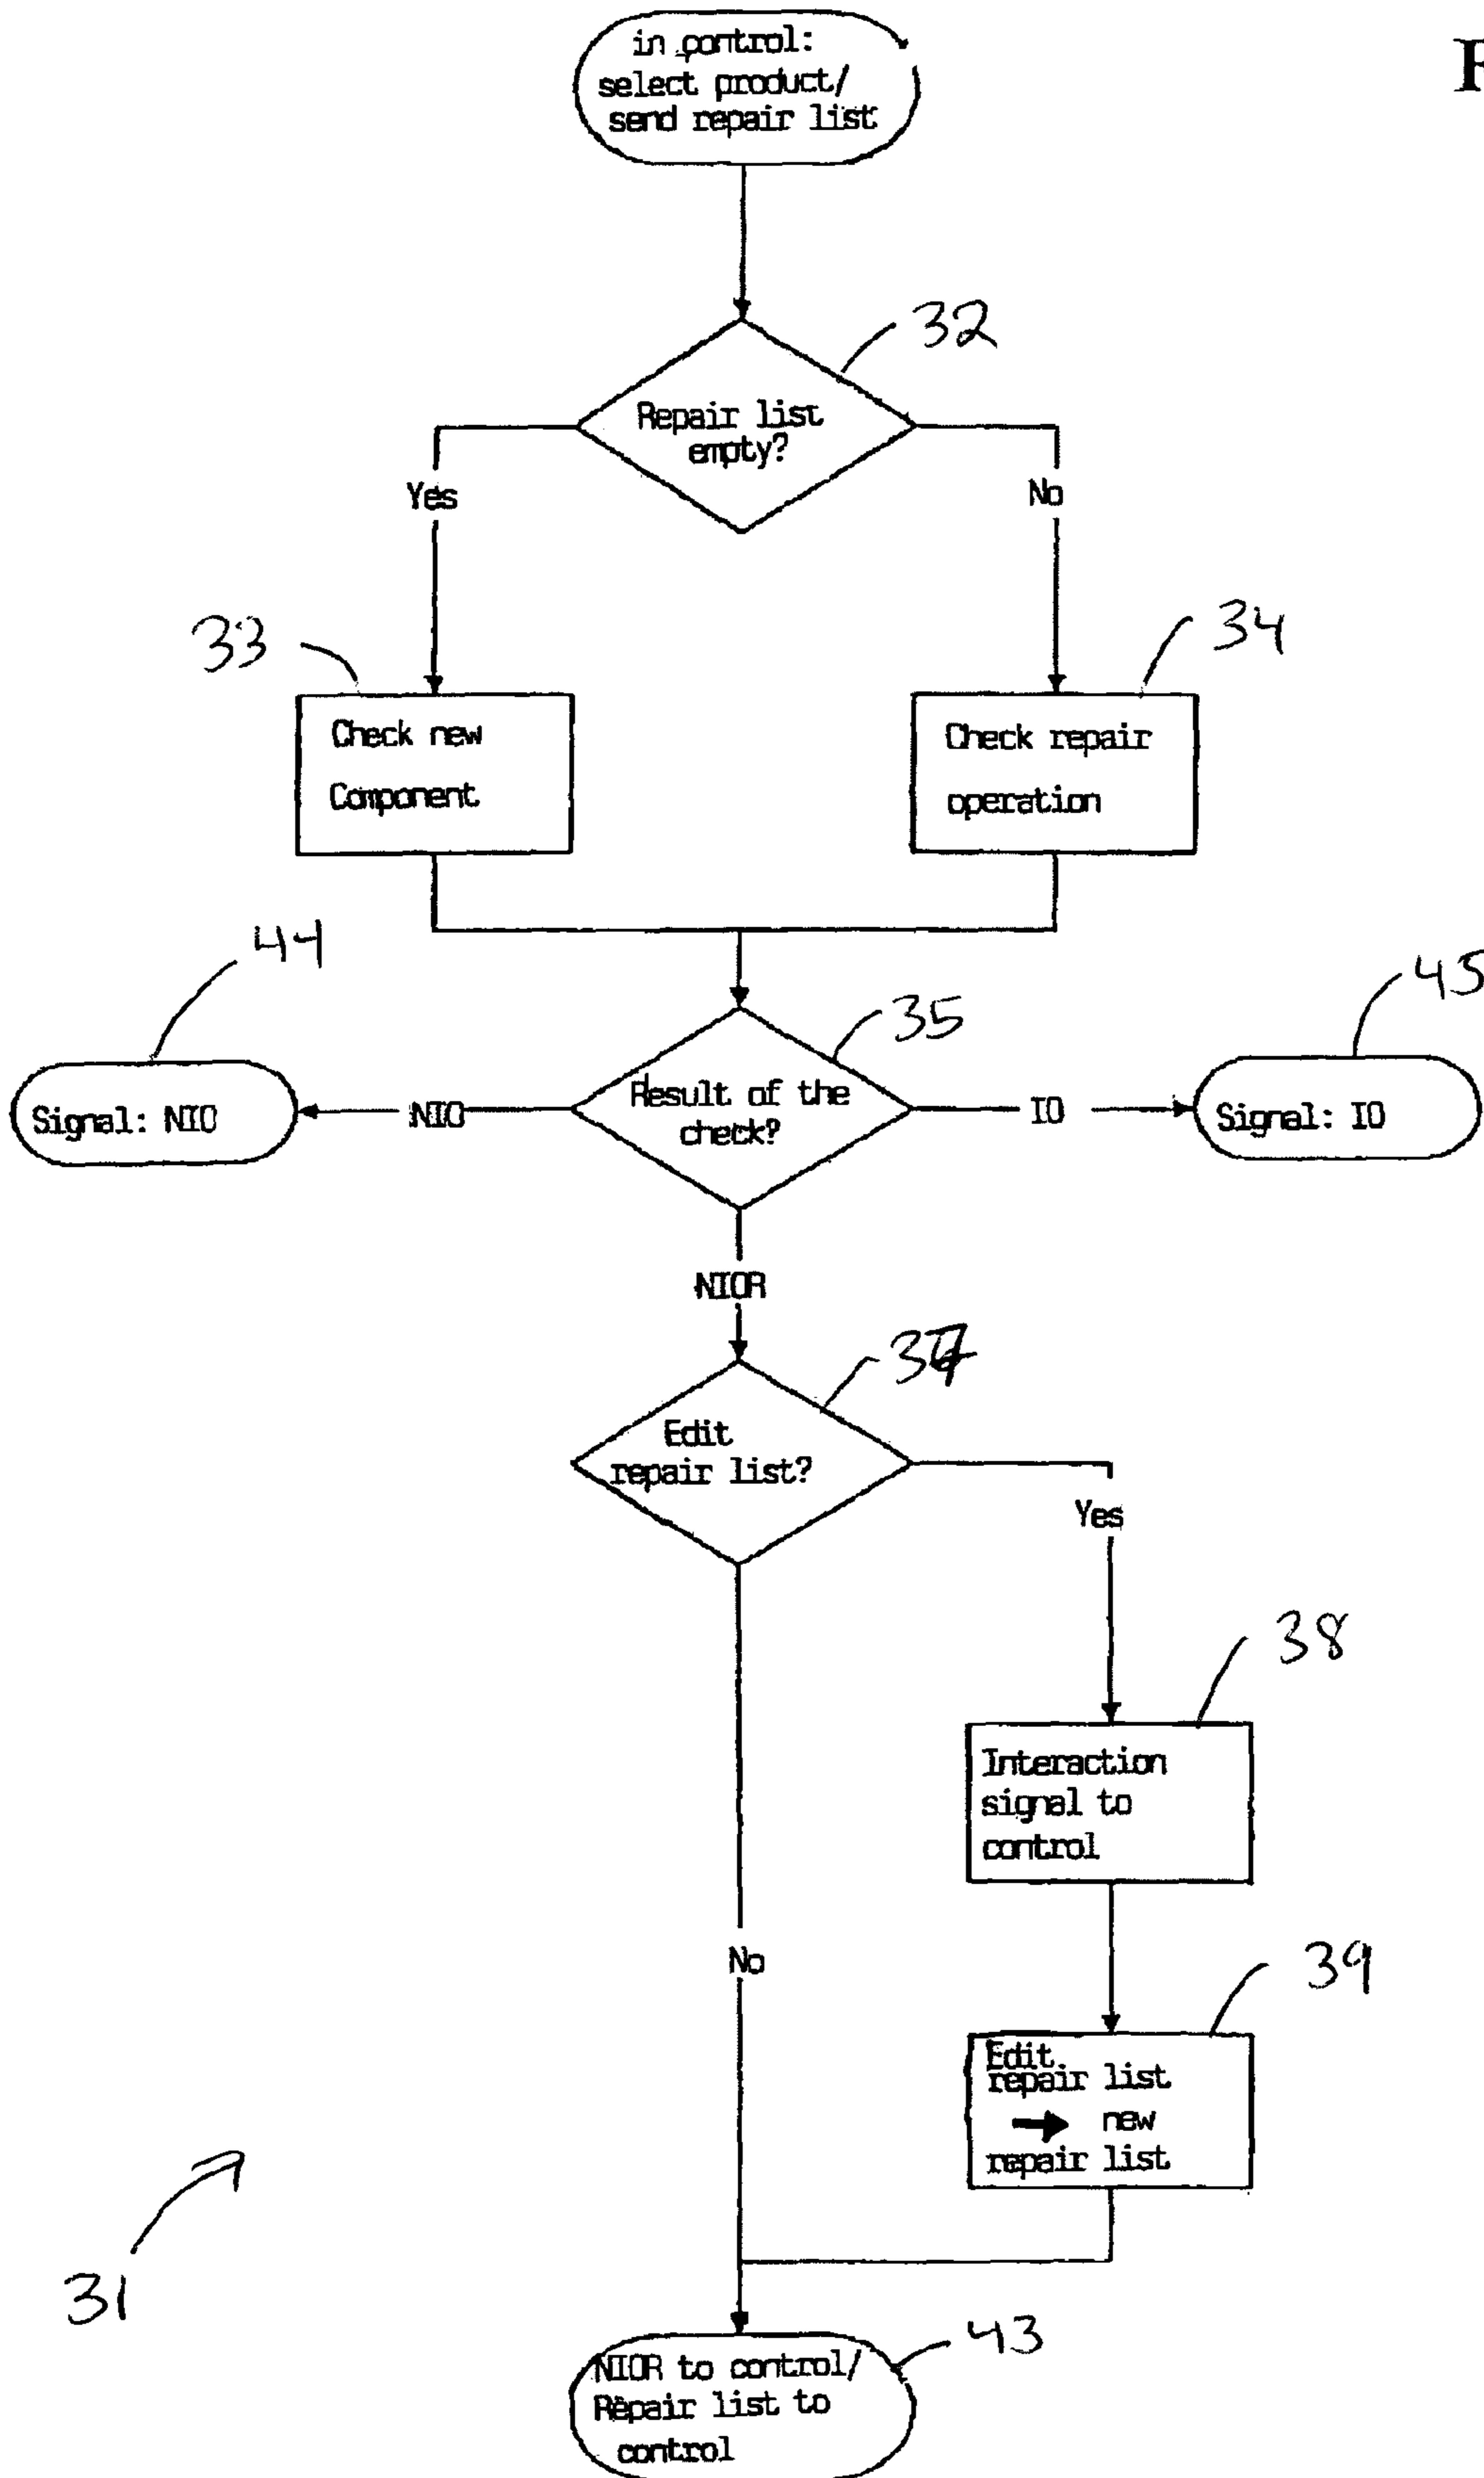 in control:
select product/
send repair list
32
Repair list
empty?
Yes
No
33
34
Check new
Component
Check repair
operation
44
45
35
Signal: NIO
NIO
Result of the
check?
IO
Signal: IO
NIOR
Edit
repair list?
Yes
38
Interaction
signal to
control
No
39
Edit
repair list
→ new
repair list
31
43
NIOR to control/
Repair list to
control